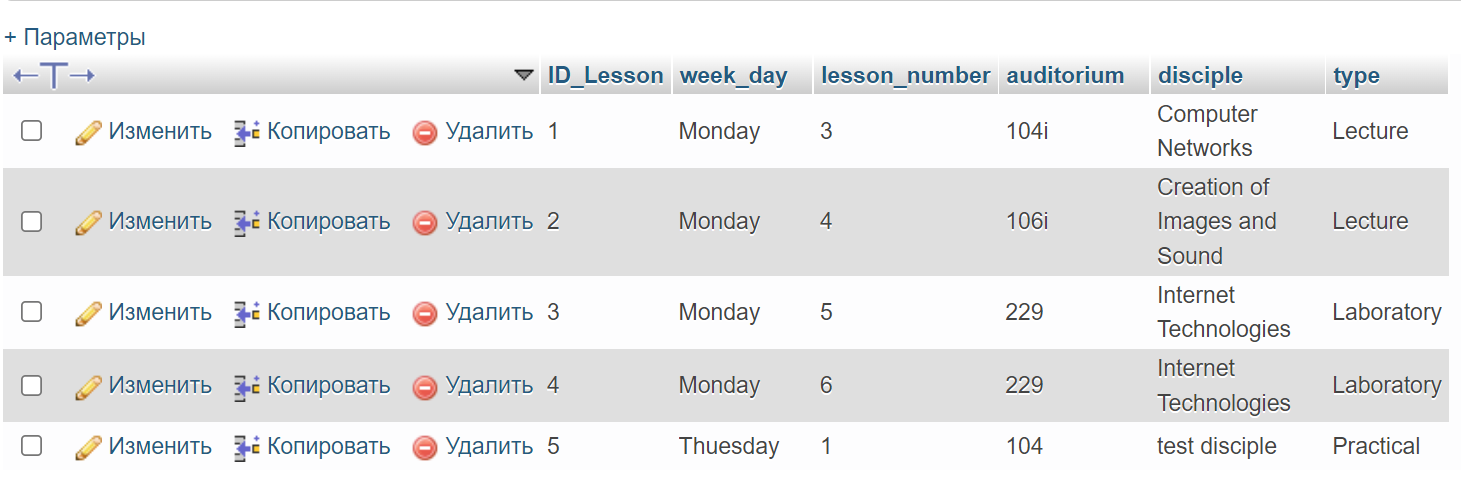 + Параметры
←T→ ID_Lesson week_day lesson_number auditorium disciple type
Изменить Копировать Удалить 1 Monday 3 104i Computer Networks Lecture
Изменить Копировать Удалить 2 Monday 4 106i Creation of Images and Sound Lecture
Изменить Копировать Удалить 3 Monday 5 229 Internet Technologies Laboratory
Изменить Копировать Удалить 4 Monday 6 229 Internet Technologies Laboratory
Изменить Копировать Удалить 5 Thuesday 1 104 test disciple Practical